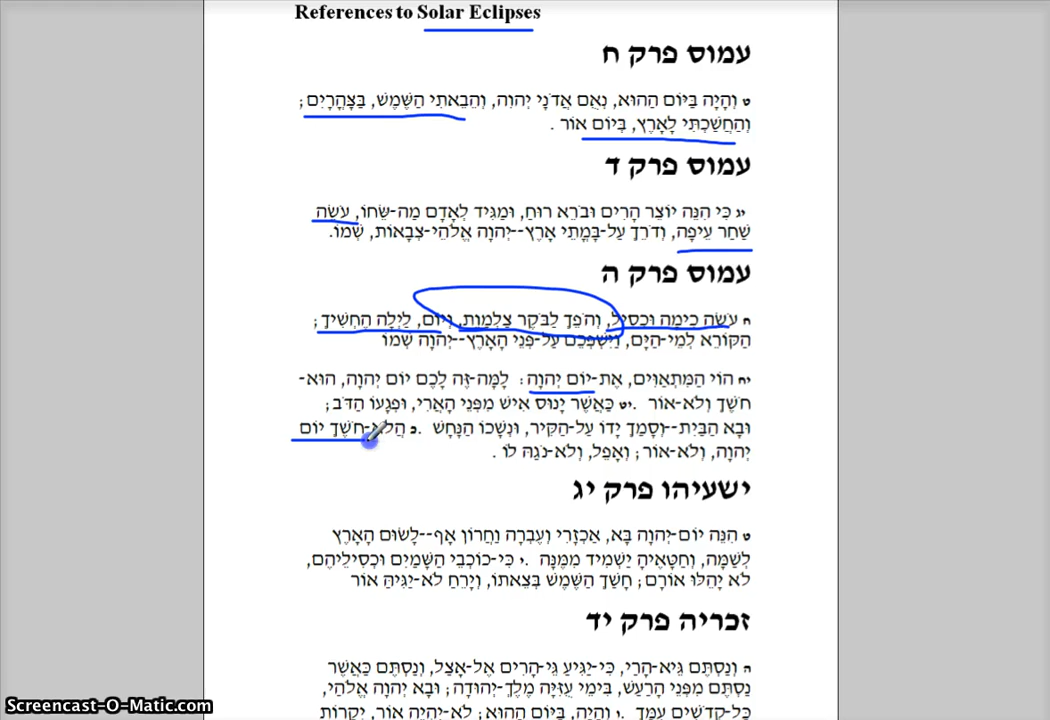 References to Solar Eclipses
עמוס פרק ח
ט וְהָיָה בַּיּוֹם הַהוּא, נְאֻם אֲדֹנָי יְהוִה, וְהֵבֵאתִי הַשֶּׁמֶשׁ, בַּצָּהֳרָיִם;
וְהַחֲשַׁכְתִּי לָאָרֶץ, בְּיוֹם אוֹר .
עמוס פרק ד
יג כִּי הִנֵּה יוֹצֵר הָרִים וּבֹרֵא רוּחַ, וּמַגִּיד לְאָדָם מַה-שֵּׂחוֹ, עֹשֵׂה
שַׁחַר עֵיפָה, וְדֹרֵךְ עַל-בָּמֳתֵי אָרֶץ--יְהוָה אֱלֹהֵי-צְבָאוֹת, שְׁמוֹ.
עמוס פרק ה
ח עֹשֵׂה כִימָה וּכְסִיל, וְהֹפֵךְ לַבֹּקֶר צַלְמָוֶת, וְיוֹם, לַיְלָה הֶחְשִׁיךְ;
הַקּוֹרֵא לְמֵי-הַיָּם, וַיִּשְׁפְּכֵם עַל-פְּנֵי הָאָרֶץ--יְהוָה שְׁמוֹ
יח הוֹי הַמִּתְאַוִּים, אֶת-יוֹם יְהוָה: לָמָּה-זֶּה לָכֶם יוֹם יְהוָה, הוּא-
חֹשֶׁךְ וְלֹא-אוֹר .יט כַּאֲשֶׁר יָנוּס אִישׁ מִפְּנֵי הָאֲרִי, וּפְגָעוֹ הַדֹּב;
וּבָא הַבַּיִת--וְסָמַךְ יָדוֹ עַל-הַקִּיר, וּנְשָׁכוֹ הַנָּחָשׁ .כ הֲלֹא-חֹשֶׁךְ יוֹם
יְהוָה, וְלֹא-אוֹר; וְאָפֵל, וְלֹא-נֹגַהּ לוֹ .
ישעיהו פרק יג
ט הִנֵּה יוֹם-יְהוָה בָּא, אַכְזָרִי וְעֶבְרָה וַחֲרוֹן אָף--לָשׂוּם הָאָרֶץ
לְשַׁמָּה, וְחַטָּאֶיהָ יַשְׁמִיד מִמֶּנָּה .י כִּי-כוֹכְבֵי הַשָּׁמַיִם וּכְסִילֵיהֶם,
לֹא יָהֵלּוּ אוֹרָם; חָשַׁךְ הַשֶּׁמֶשׁ בְּצֵאתוֹ, וְיָרֵחַ לֹא-יַגִּיהַּ אוֹר
זכריה פרק יד
ה וְנַסְתֶּם גֵּיא-הָרַי, כִּי-יַגִּיעַ גֵּי-הָרִים אֶל-אָצַל, וְנַסְתֶּם כַּאֲשֶׁר
נַסְתֶּם מִפְּנֵי הָרַעַשׁ, בִּימֵי עֻזִּיָּה מֶלֶךְ-יְהוּדָה; וּבָא יְהוָה אֱלֹהַי,
כָּל-קְדֹשִׁים עִמָּךְ .ו וְהָיָה, בַּיּוֹם הַהוּא; לֹא-יִהְיֶה אוֹר, יְקָרוֹת
Screencast-O-Matic.com